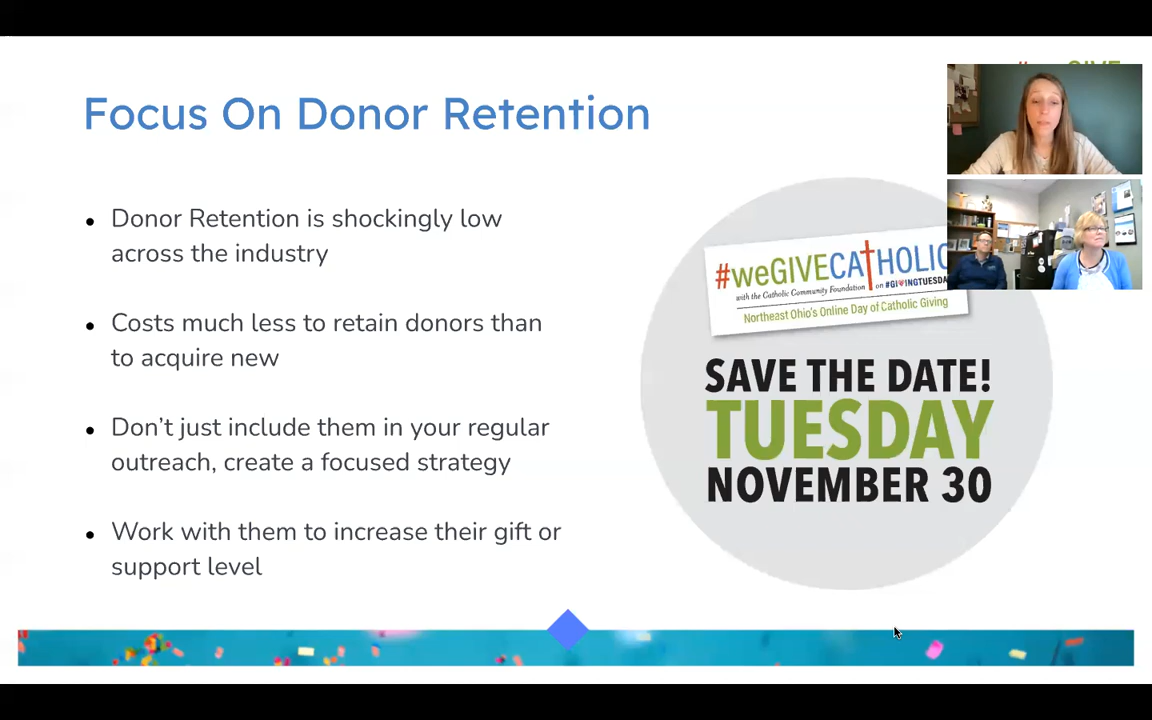 Focus On Donor Retention
Donor Retention is shockingly low
across the industry
Costs much less to retain donors than
to acquire new
Don't just include them in your regular
outreach, create a focused strategy
Work with them to increase their gift or
support level
#weGIVECATHOLIC
with the Catholic Community Foundation on #GIVINGTUESDA
Northeast Ohio's Online Day of Catholic Giving
SAVE THE DATE!
TUESDAY
NOVEMBER 30